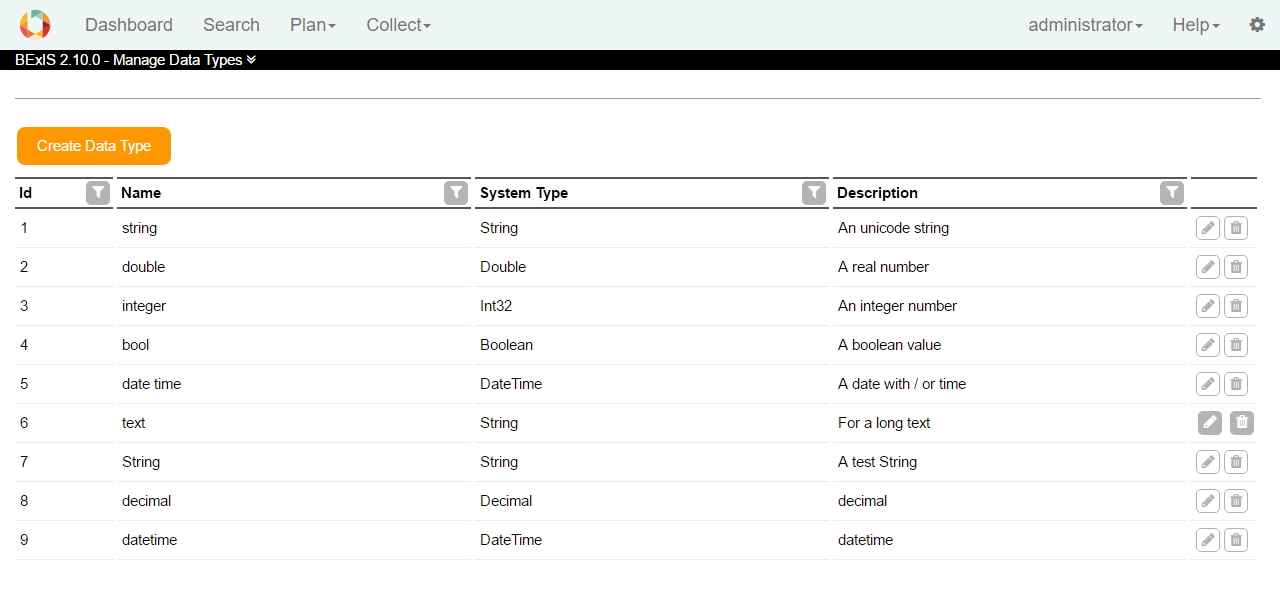 Dashboard Search Plan Collect administrator Help
BExIS 2.10.0 - Manage Data Types
Create Data Type
Id Name System Type Description
1 string String An unicode string
2 double Double A real number
3 integer Int32 An integer number
4 bool Boolean A boolean value
5 date time DateTime A date with / or time
6 text String For a long text
7 String String A test String
8 decimal Decimal decimal
9 datetime DateTime datetime